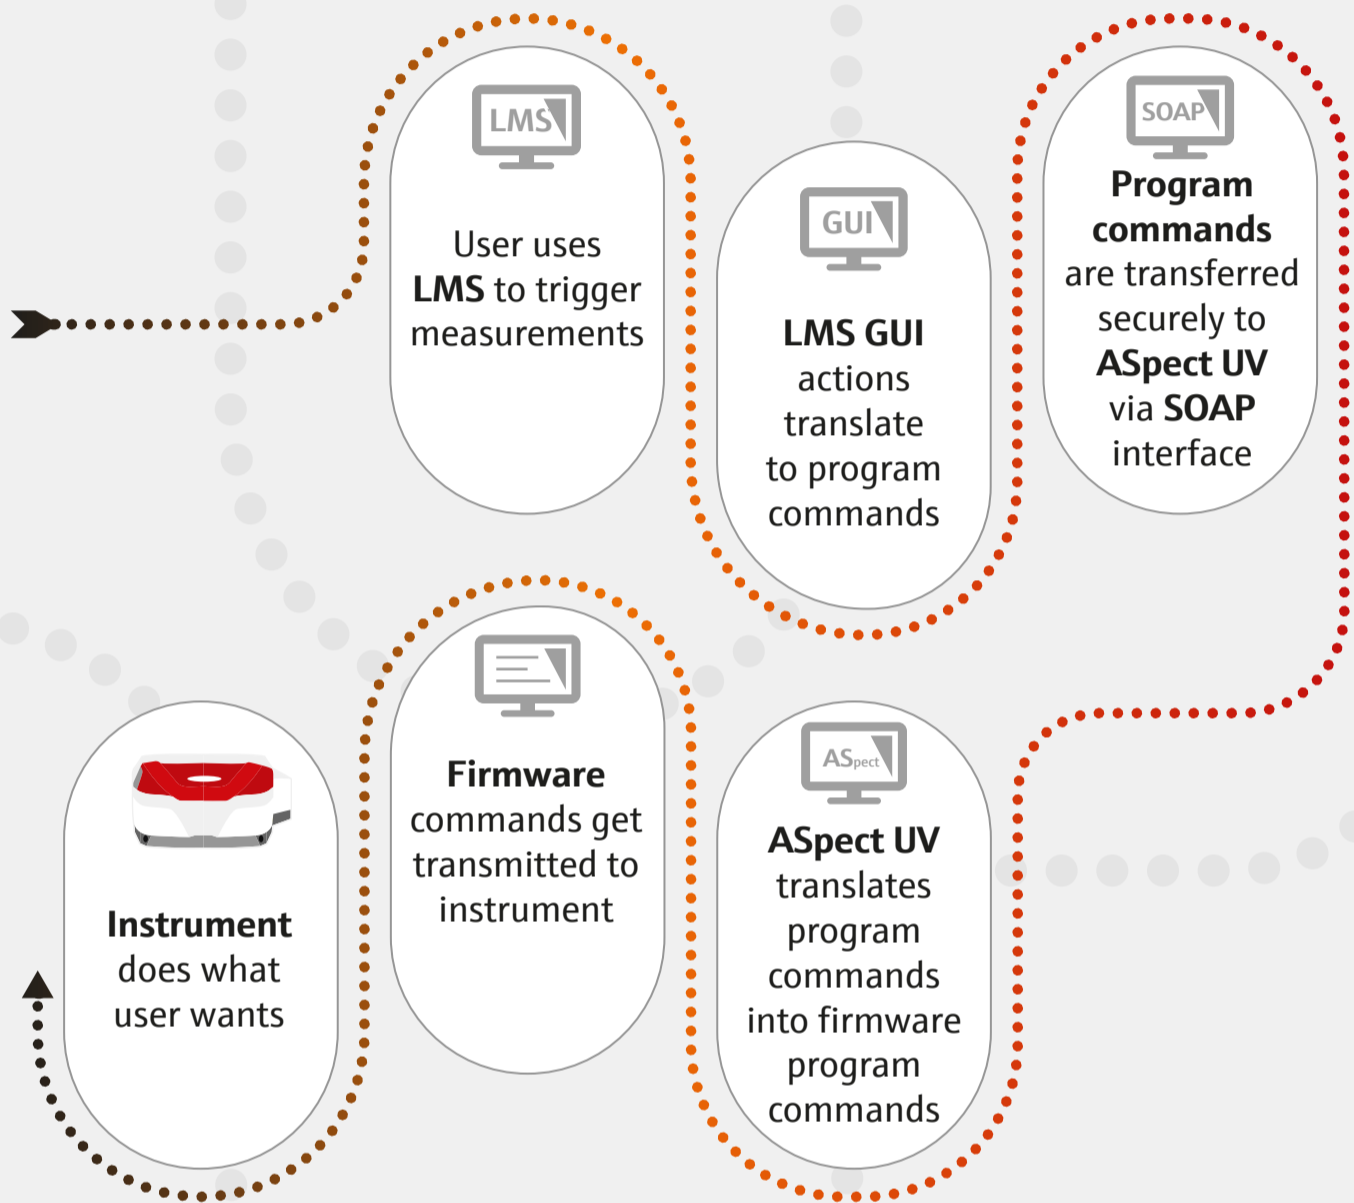 LMS
User uses
LMS to trigger
measurements
GUI
LMS GUI
actions
translate
to program
commands
SOAP
Program
commands
are transferred
securely to
ASpect UV
via SOAP
interface
ASpect
ASpect UV
translates
program
commands
into firmware
program
commands
Firmware
commands get
transmitted to
instrument
Instrument
does what
user wants